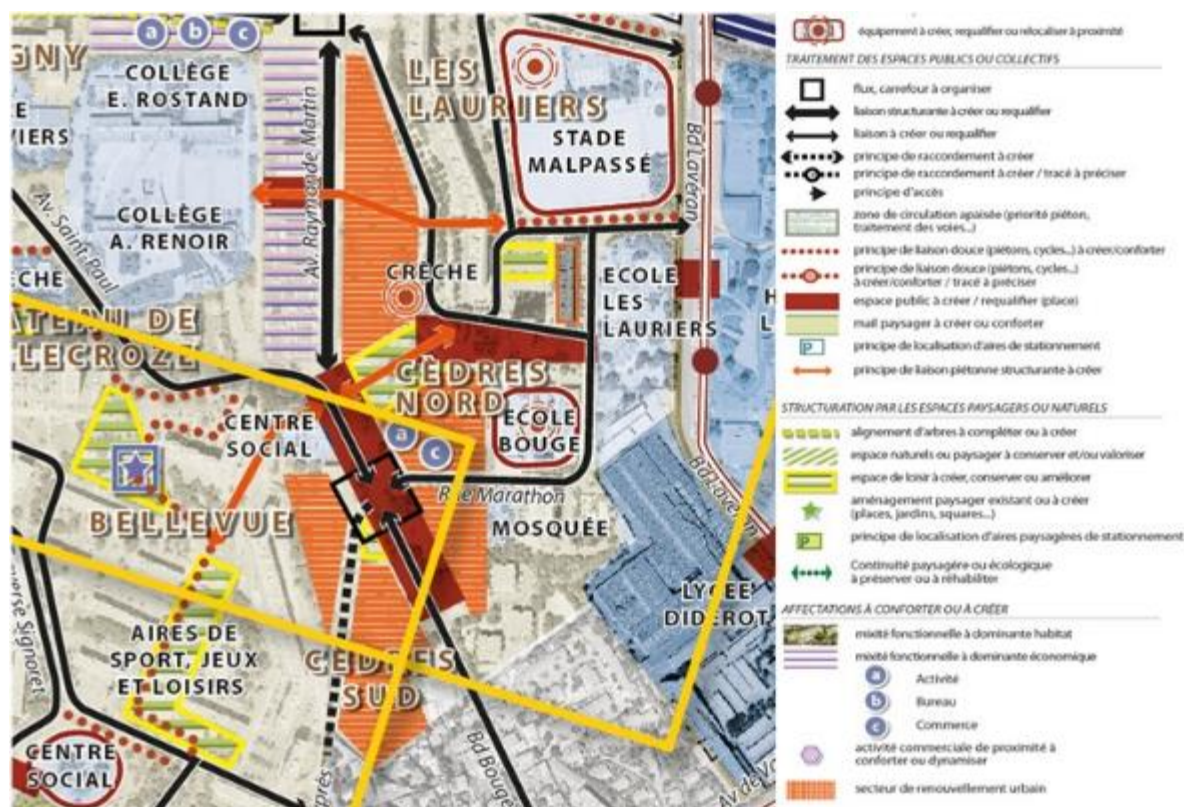 GNY
a b c
COLLÈGE
E. ROSTAND
VIERS
COLLÈGE
A. RENOIR
Av. Saint Paul
Av. Raymonde Martin
LES
LAURIERS
STADE
MALPASSÉ
Bd Laveran
CRÈCHE
ECOLE
LES
LAURIERS
H
L
ÈCHE
ATEAU DE
LECROZE
CÈDRES
NORD
CENTRE
SOCIAL
a
c
ECOLE
BOUGE
Rue Marathon
BELLEVUE
MOSQUÉE
Bd Laveran
LYCÉE
DIDEROT
AIRES DE
SPORT, JEUX
ET LOISIRS
CÈDRES
SUD
verse Signoret
CENTRE
SOCIAL
près
Bd Bouge
Av de Vo
équipement à créer, requalifier ou relocaliser à proximité
TRAITEMENT DES ESPACES PUBLICS OU COLLECTIFS
flux, carrefour à organiser
liaison structurante à créer ou requalifier
liaison à créer ou requalifier
principe de raccordement à créer
principe de raccordement à créer / tracé à préciser
principe d'accès
zone de circulation apaisée (priorité piéton,
traitement des voies...)
principe de liaison douce (piétons, cycles...) à créer/conforter
principe de liaison douce (piétons, cycles...)
à créer/conforter / tracé à préciser
espace public à créer / requalifier (place)
mail paysager à créer ou conforter
P principe de localisation d'aires de stationnement
principe de liaison piétonne structurante à créer
STRUCTURATION PAR LES ESPACES PAYSAGERS OU NATURELS
alignement d'arbres à compléter ou à créer
espace naturels ou paysager à conserver et/ou valoriser
espace de loisir à créer, conserver ou améliorer
aménagement paysager existant ou à créer
(places, jardins, squares...)
P principe de localisation d'aires paysagères de stationnement
Continuité paysagère ou écologique
à préserver ou à réhabiliter
AFFECTATIONS À CONFORTER OU À CRÉER
mixité fonctionnelle à dominante habitat
mixité fonctionnelle à dominante économique
a Activité
b Bureau
c Commerce
activité commerciale de proximité à
conforter ou dynamiser
secteur de renouvellement urbain